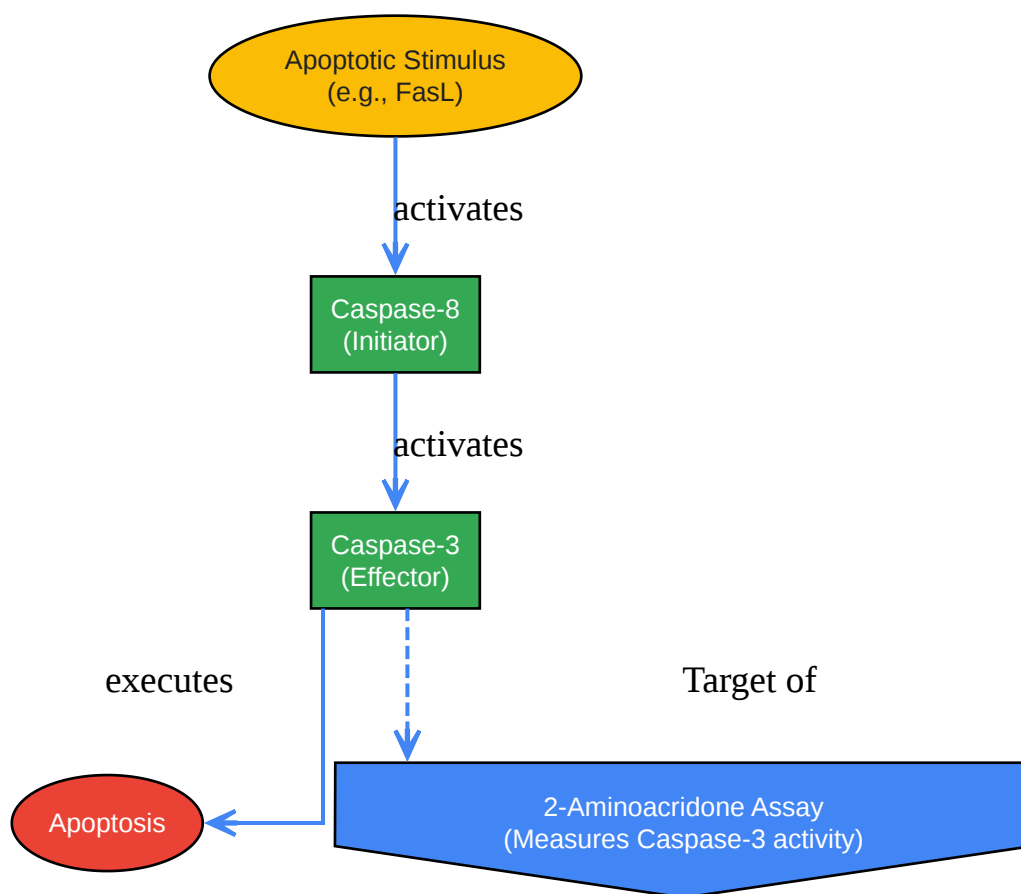 Apoptotic Stimulus
(e.g., FasL)
activates
Caspase-8
(Initiator)
activates
Caspase-3
(Effector)
executes
Target of
Apoptosis
2-Aminoacridone Assay
(Measures Caspase-3 activity)